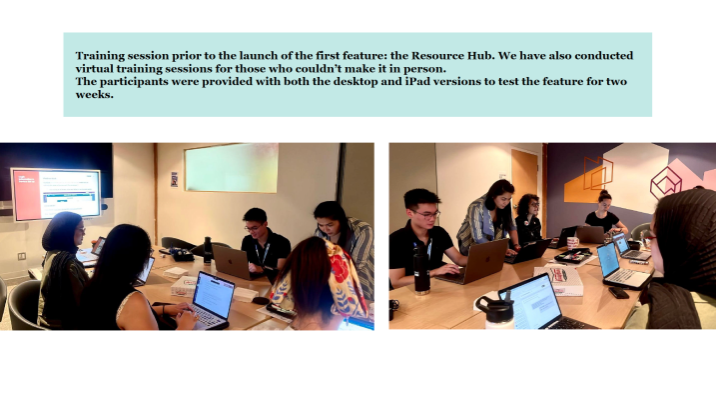 Training session prior to the launch of the first feature: the Resource Hub. We have also conducted
virtual training sessions for those who couldn't make it in person.
The participants were provided with both the desktop and iPad versions to test the feature for two
weeks.